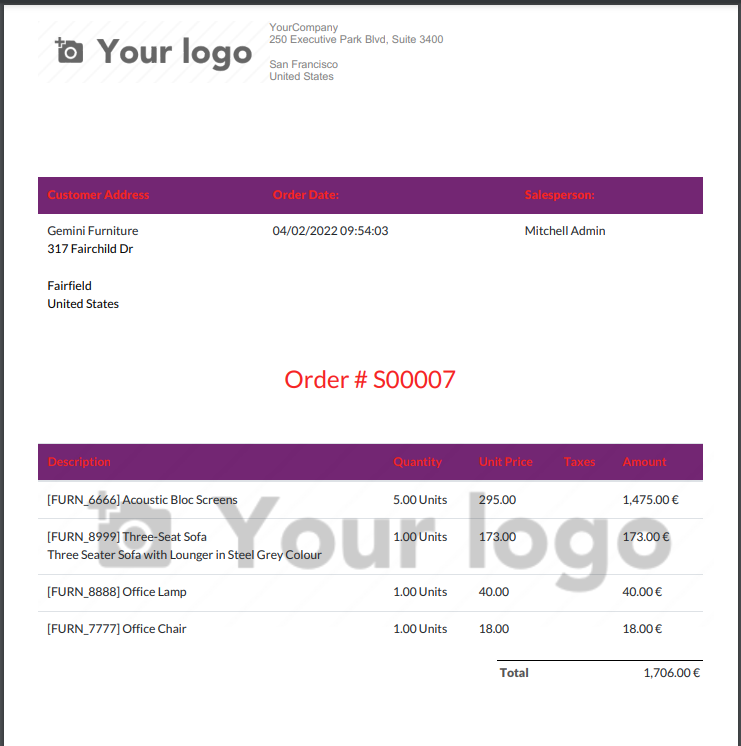 Your logo
YourCompany
250 Executive Park Blvd, Suite 3400
San Francisco
United States
Customer Address Order Date: Salesperson:
Gemini Furniture 04/02/2022 09:54:03 Mitchell Admin
317 Fairchild Dr
Fairfield
United States
Order # S00007
Description Quantity Unit Price Taxes Amount
[FURN_6666] Acoustic Bloc Screens 5.00 Units 295.00 1,475.00 €
Your logo
[FURN_8999] Three-Seat Sofa 1.00 Units 173.00 173.00 €
Three Seater Sofa with Lounger in Steel Grey Colour
[FURN_8888] Office Lamp 1.00 Units 40.00 40.00 €
[FURN_7777] Office Chair 1.00 Units 18.00 18.00 €
Total 1,706.00 €